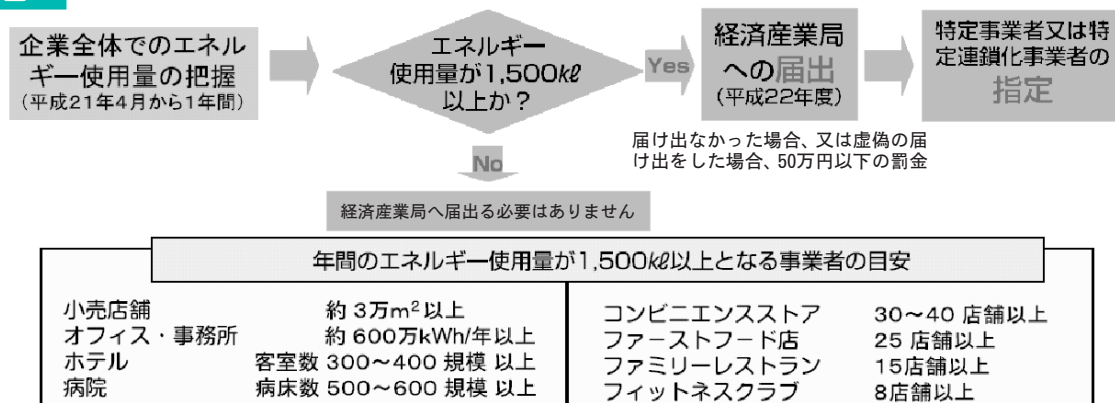 企業全体でのエネル
ギー使用量の把握
(平成21年4月から1年間)
エネルギー
使用量が1,500kℓ
以上か？
Yes
経済産業局
への届出
(平成22年度)
特定事業者又は特
定連鎖化事業者の
指定
届け出なかった場合、又は虚偽の届
け出をした場合、50万円以下の罰金
No
経済産業局へ届出る必要はありません
年間のエネルギー使用量が1,500kℓ以上となる事業者の目安
小売店舗 約 3万m²以上
オフィス・事務所 約 600万kWh/年以上
ホテル 客室数 300〜400 規模 以上
病院 病床数 500〜600 規模 以上
コンビニエンスストア 30〜40 店舗以上
ファーストフード店 25 店舗以上
ファミリーレストラン 15店舗以上
フィットネスクラブ 8店舗以上